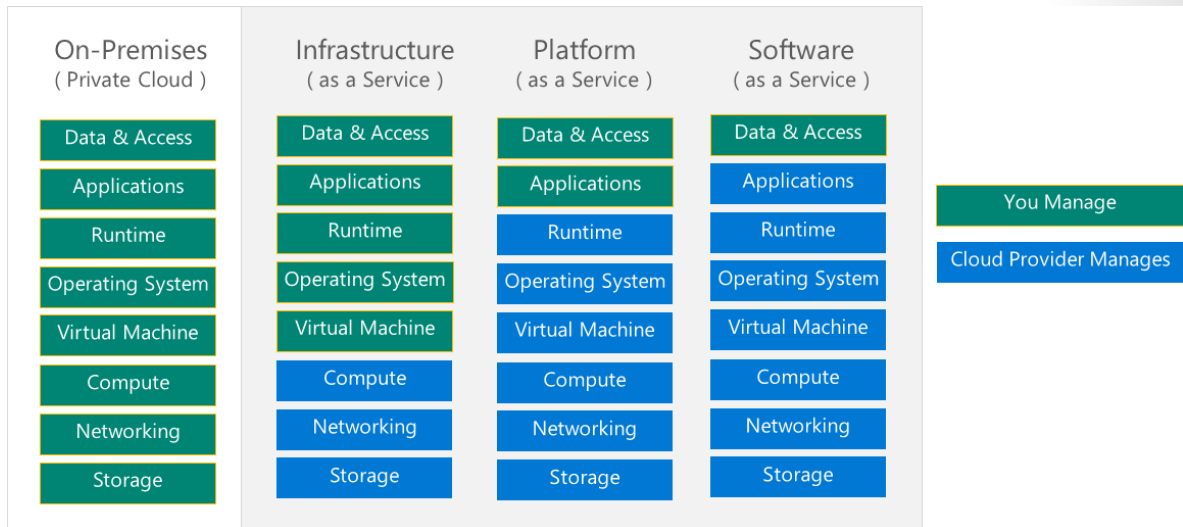 On-Premises
( Private Cloud )
Data & Access
Applications
Runtime
Operating System
Virtual Machine
Compute
Networking
Storage
Infrastructure
( as a Service )
Data & Access
Applications
Runtime
Operating System
Virtual Machine
Compute
Networking
Storage
Platform
( as a Service )
Data & Access
Applications
Runtime
Operating System
Virtual Machine
Compute
Networking
Storage
Software
( as a Service )
Data & Access
Applications
Runtime
Operating System
Virtual Machine
Compute
Networking
Storage
You Manage
Cloud Provider Manages